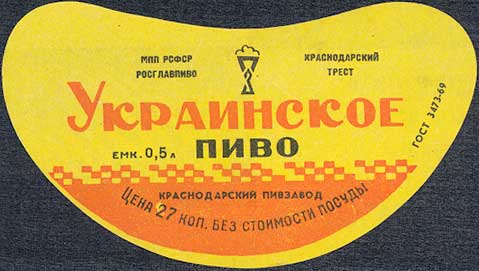 МПП РСФСР
РОСГЛАВПИВО
КРАСНОДАРСКИЙ
ТРЕСТ
УКРАИНСКОЕ
ЕМК. 0,5 л ПИВО
ГОСТ 3473-69
КРАСНОДАРСКИЙ ПИВЗАВОД
ЦЕНА 27 КОП. БЕЗ СТОИМОСТИ ПОСУДЫ